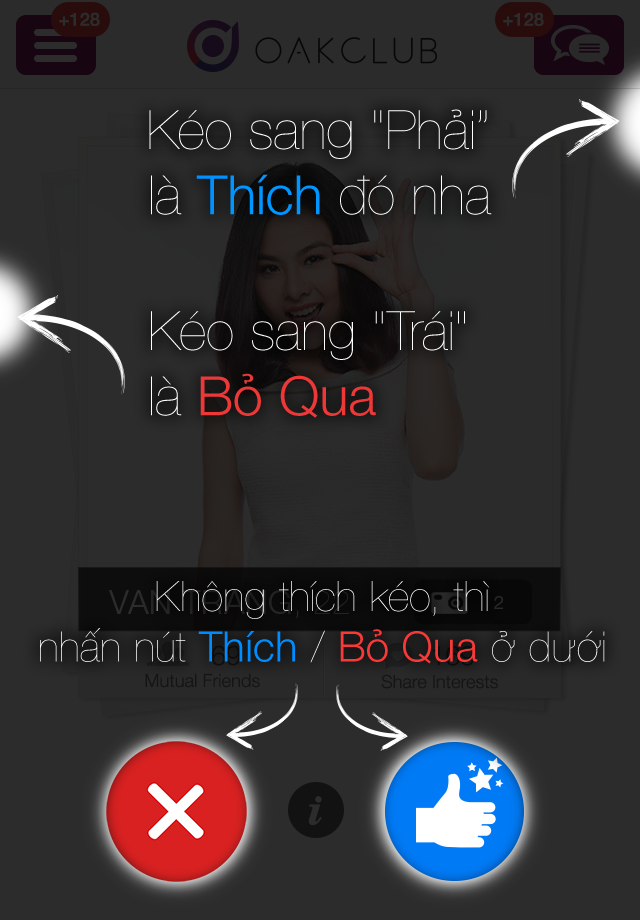 +128
+128
OAKCLUB
Kéo sang "Phải"
là Thích đó nha
Kéo sang "Trái"
là Bỏ Qua
Không thích kéo, thì
2
nhấn nút Thích / Bỏ Qua ở dưới
Mutual Friends
Share Interests
i